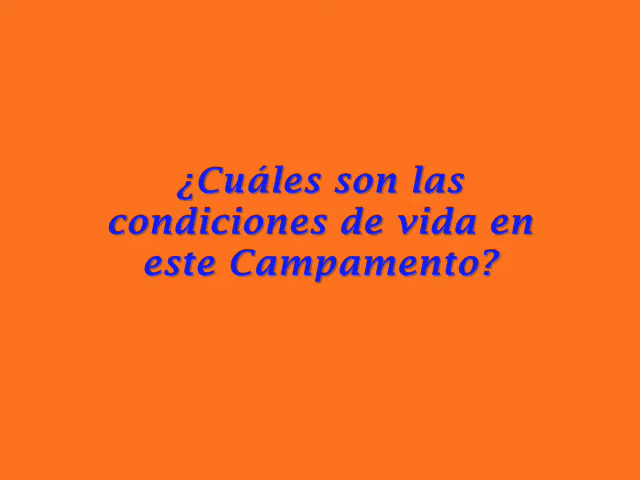 ¿Cuáles son las
condiciones de vida en
este Campamento?